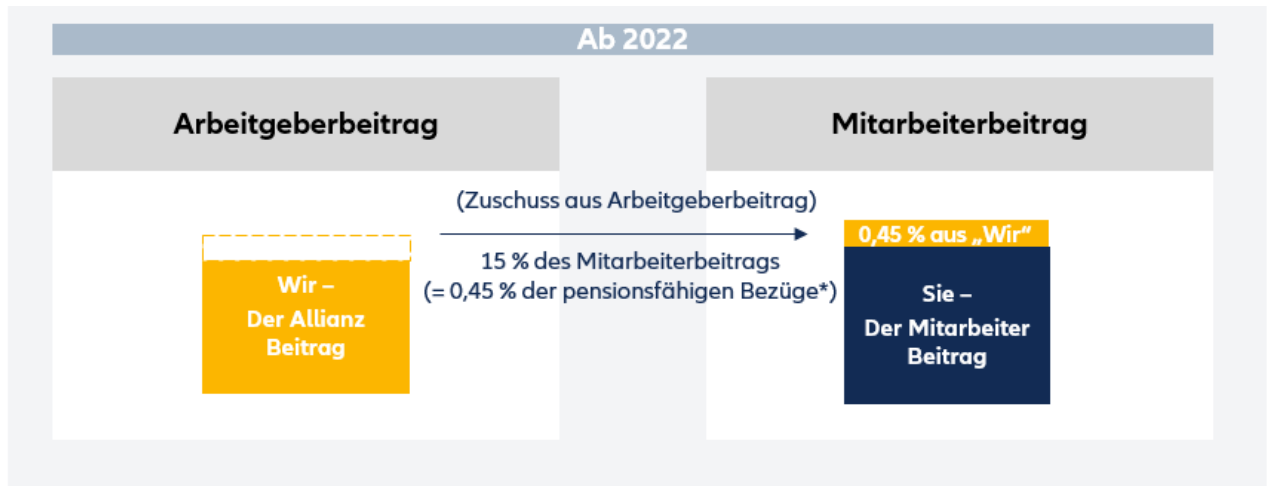 Ab 2022
Arbeitgeberbeitrag
Mitarbeiterbeitrag
(Zuschuss aus Arbeitgeberbeitrag)
15 % des Mitarbeiterbeitrags
(= 0,45 % der pensionsfähigen Bezüge*)
Wir –
Der Allianz
Beitrag
0,45 % aus „Wir“
Sie –
Der Mitarbeiter
Beitrag